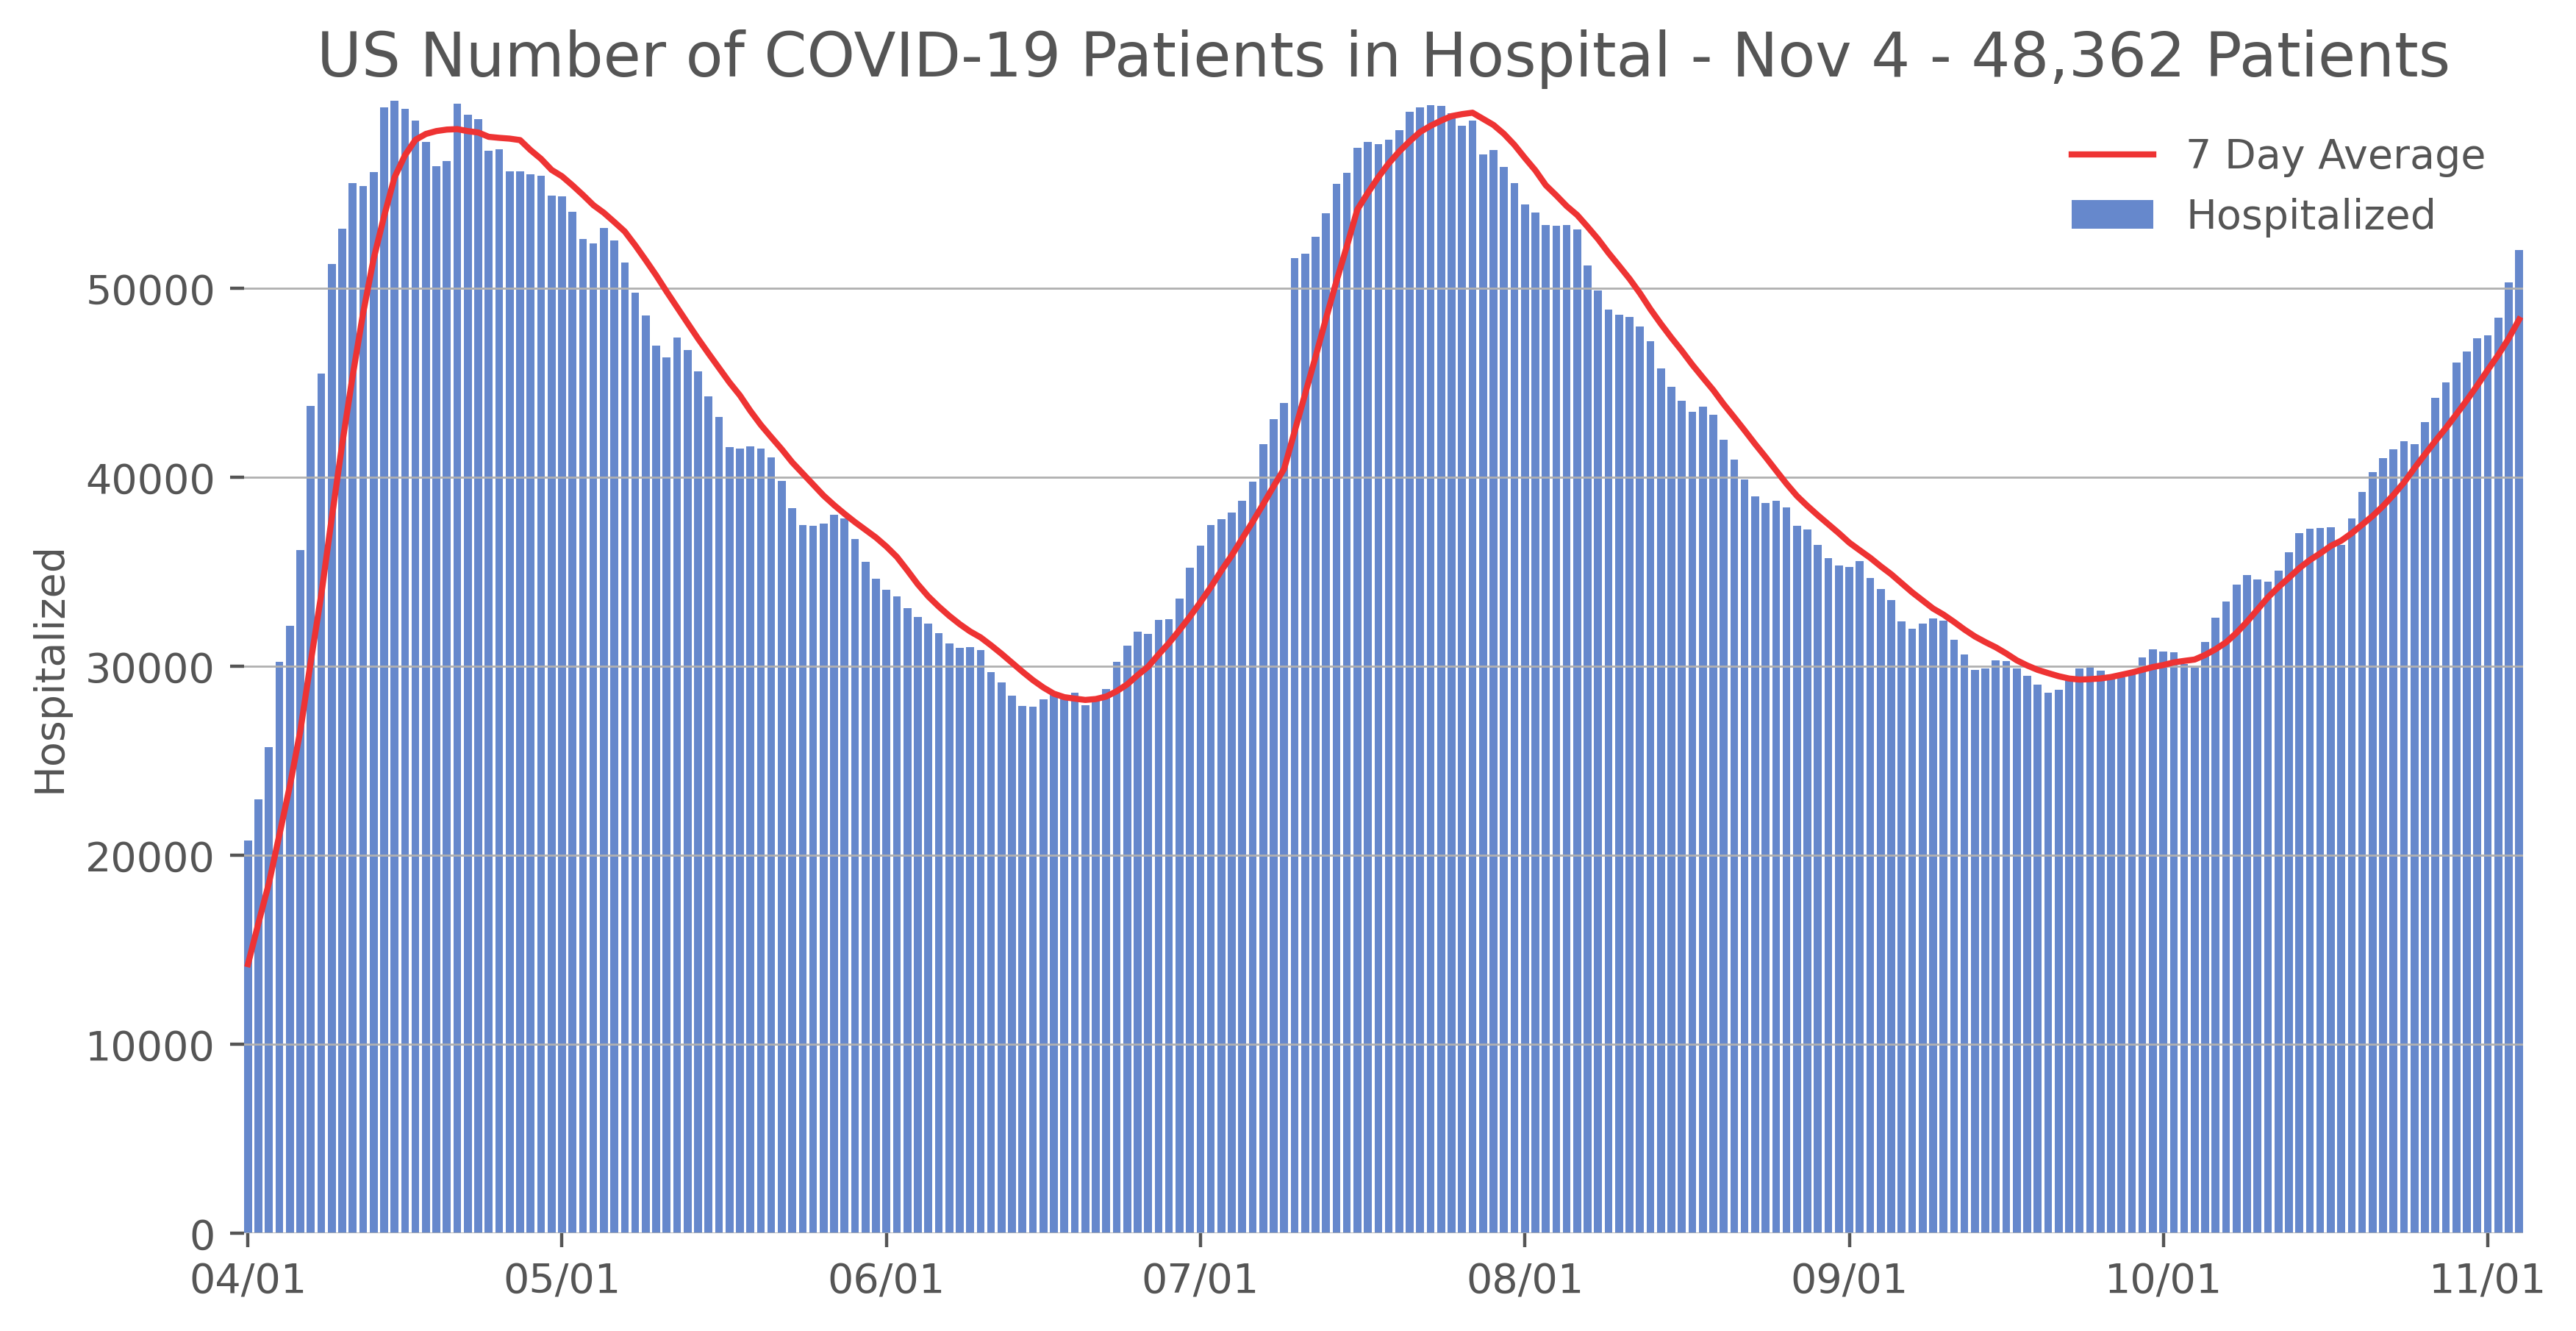 US Number of COVID-19 Patients in Hospital - Nov 4 - 48,362 Patients
7 Day Average
Hospitalized
Hospitalized
50000
40000
30000
20000
10000
0
04/01 05/01 06/01 07/01 08/01 09/01 10/01 11/01